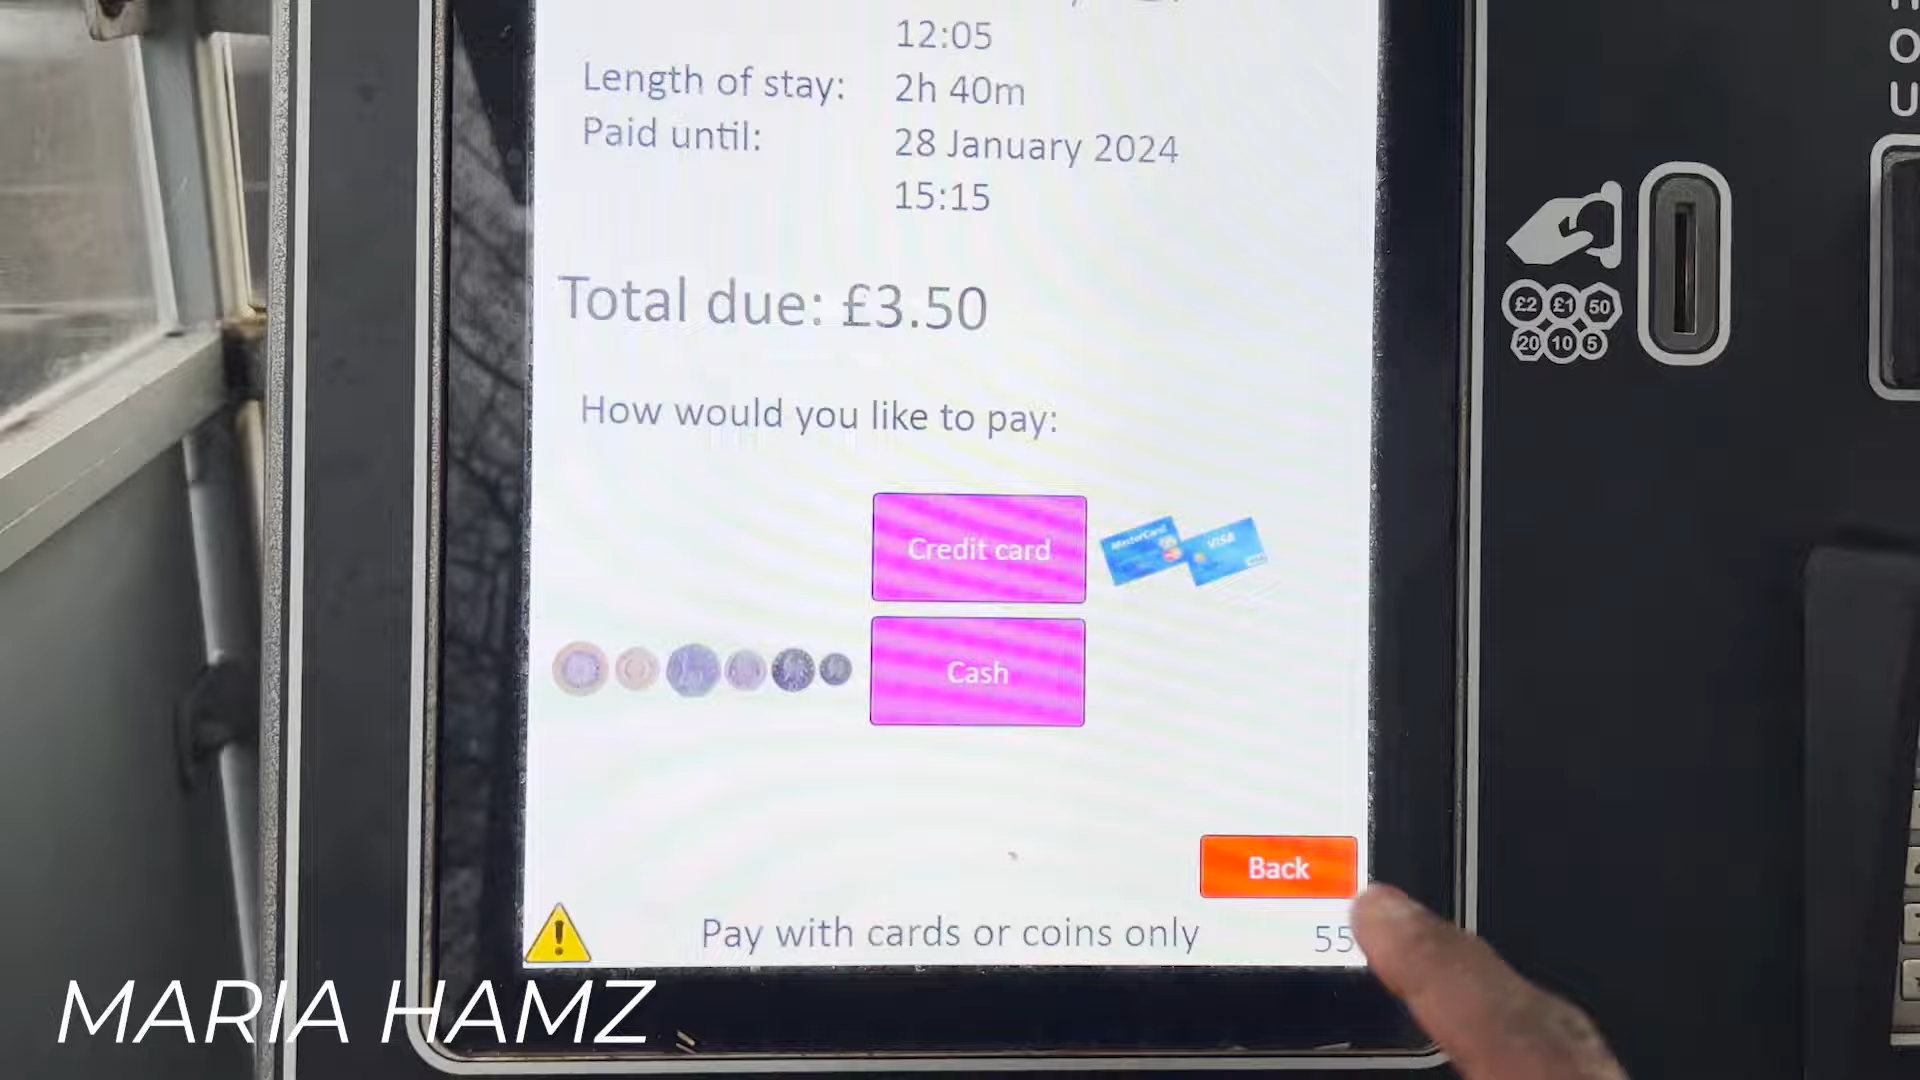 12:05
Length of stay: 2h 40m
Paid until: 28 January 2024
15:15
Total due: £3.50
How would you like to pay:
Credit card
MasterCard
VISA
Cash
Back
Pay with cards or coins only 55
£2 £1 50
20 10 5
O
U
MARIA HAMZ